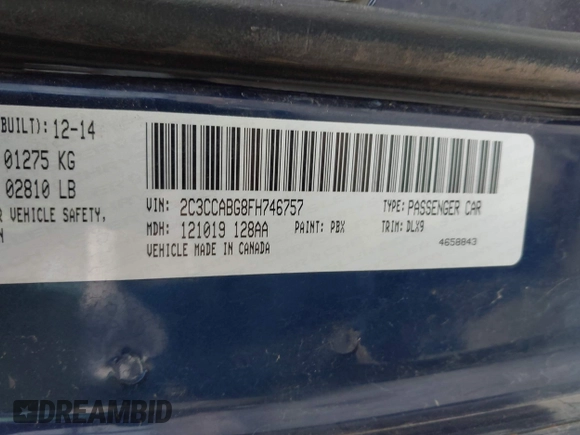 BUILT): 12-14
01275 KG
02810 LB
VEHICLE SAFETY,
VIN: 2C3CCABG8FH746757 TYPE: PASSENGER CAR
MDH: 121019 128AA PAINT: PBX TRIM: DLX9
VEHICLE MADE IN CANADA 4658843
DREAMBID